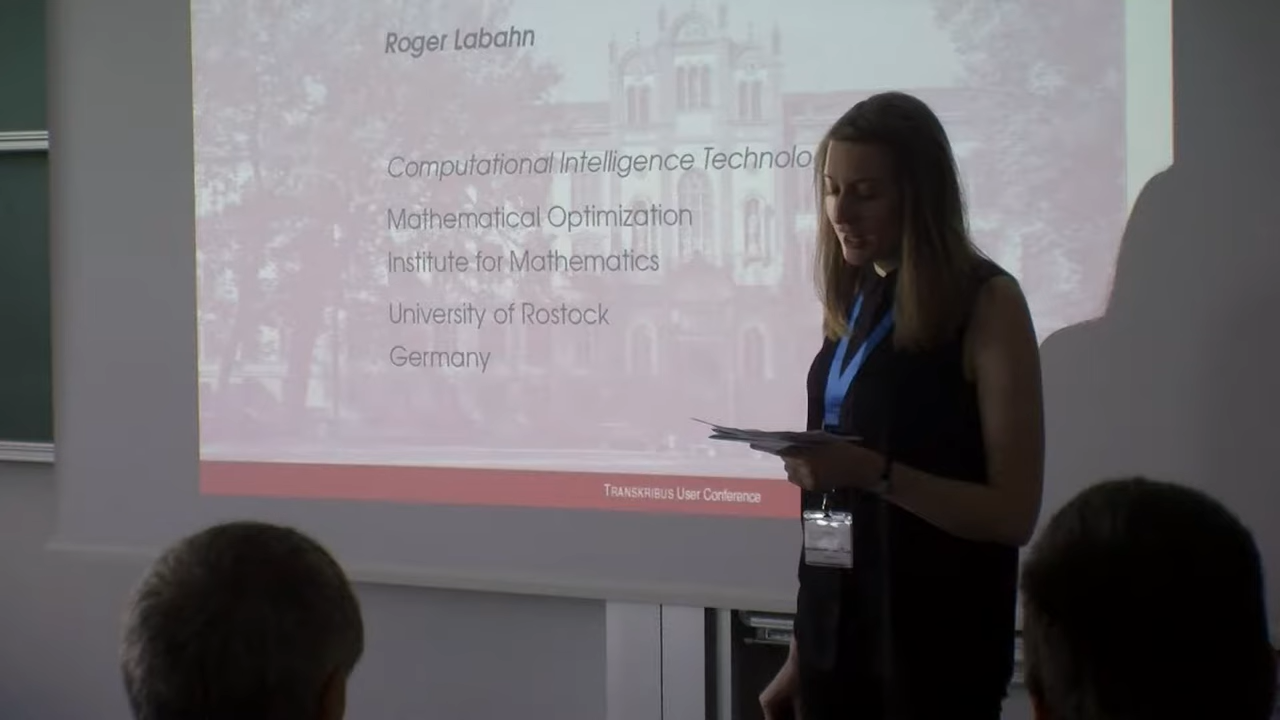 Roger Labahn
Computational Intelligence Technolo
Mathematical Optimization
Institute for Mathematics
University of Rostock
Germany
TRANSKRIBUS User Conference